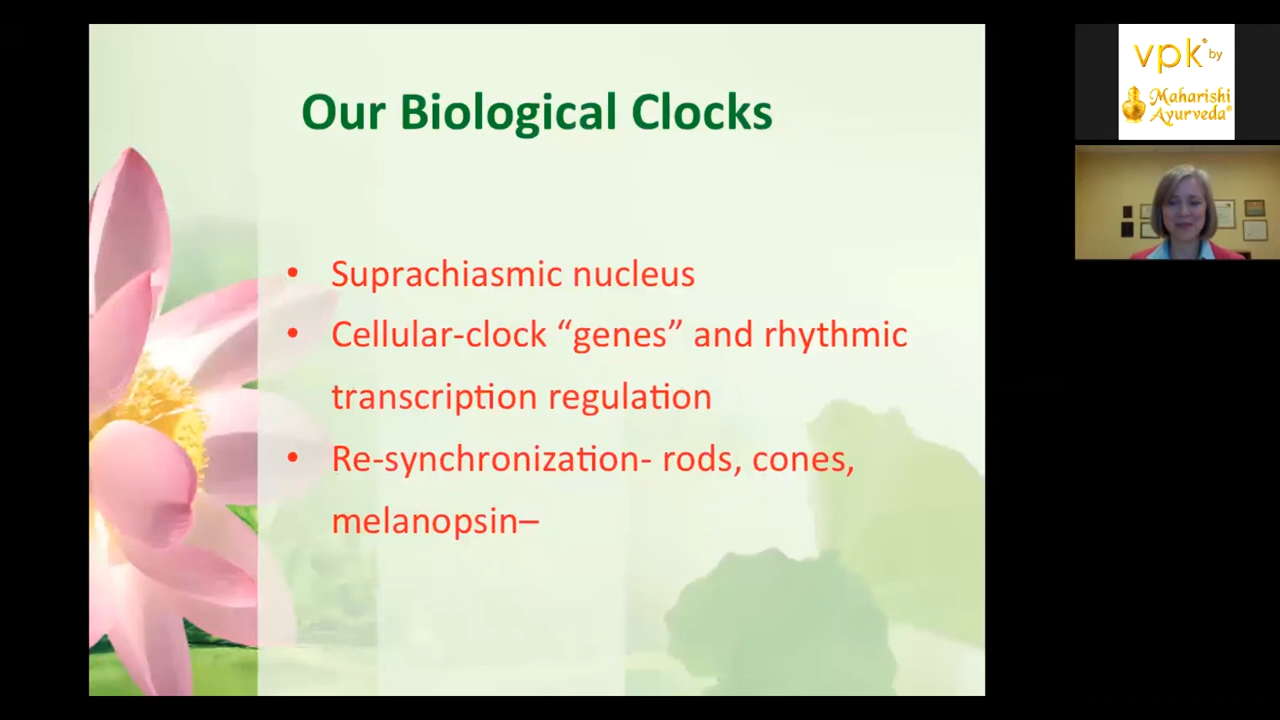 Our Biological Clocks
• Suprachiasmic nucleus
• Cellular-clock “genes” and rhythmic
transcription regulation
• Re-synchronization- rods, cones,
melanopsin–
vpk® by
Maharishi
Ayurveda®